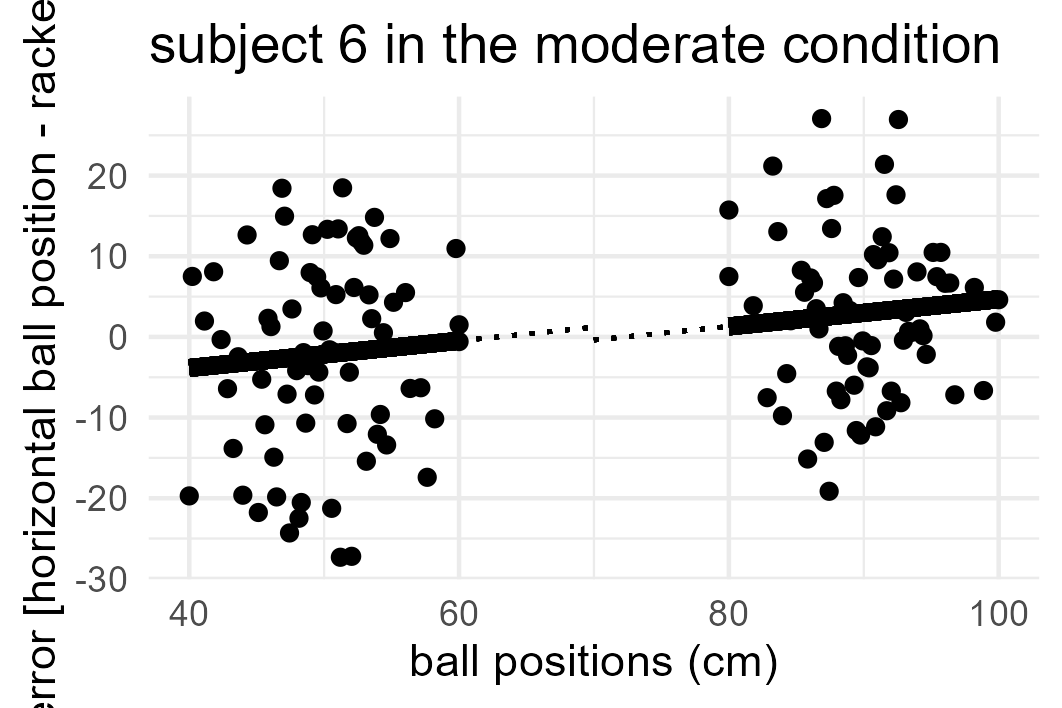 subject 6 in the moderate condition
error [horizontal ball position - racke
20
10
0
-10
-20
-30
40 60 80 100
ball positions (cm)